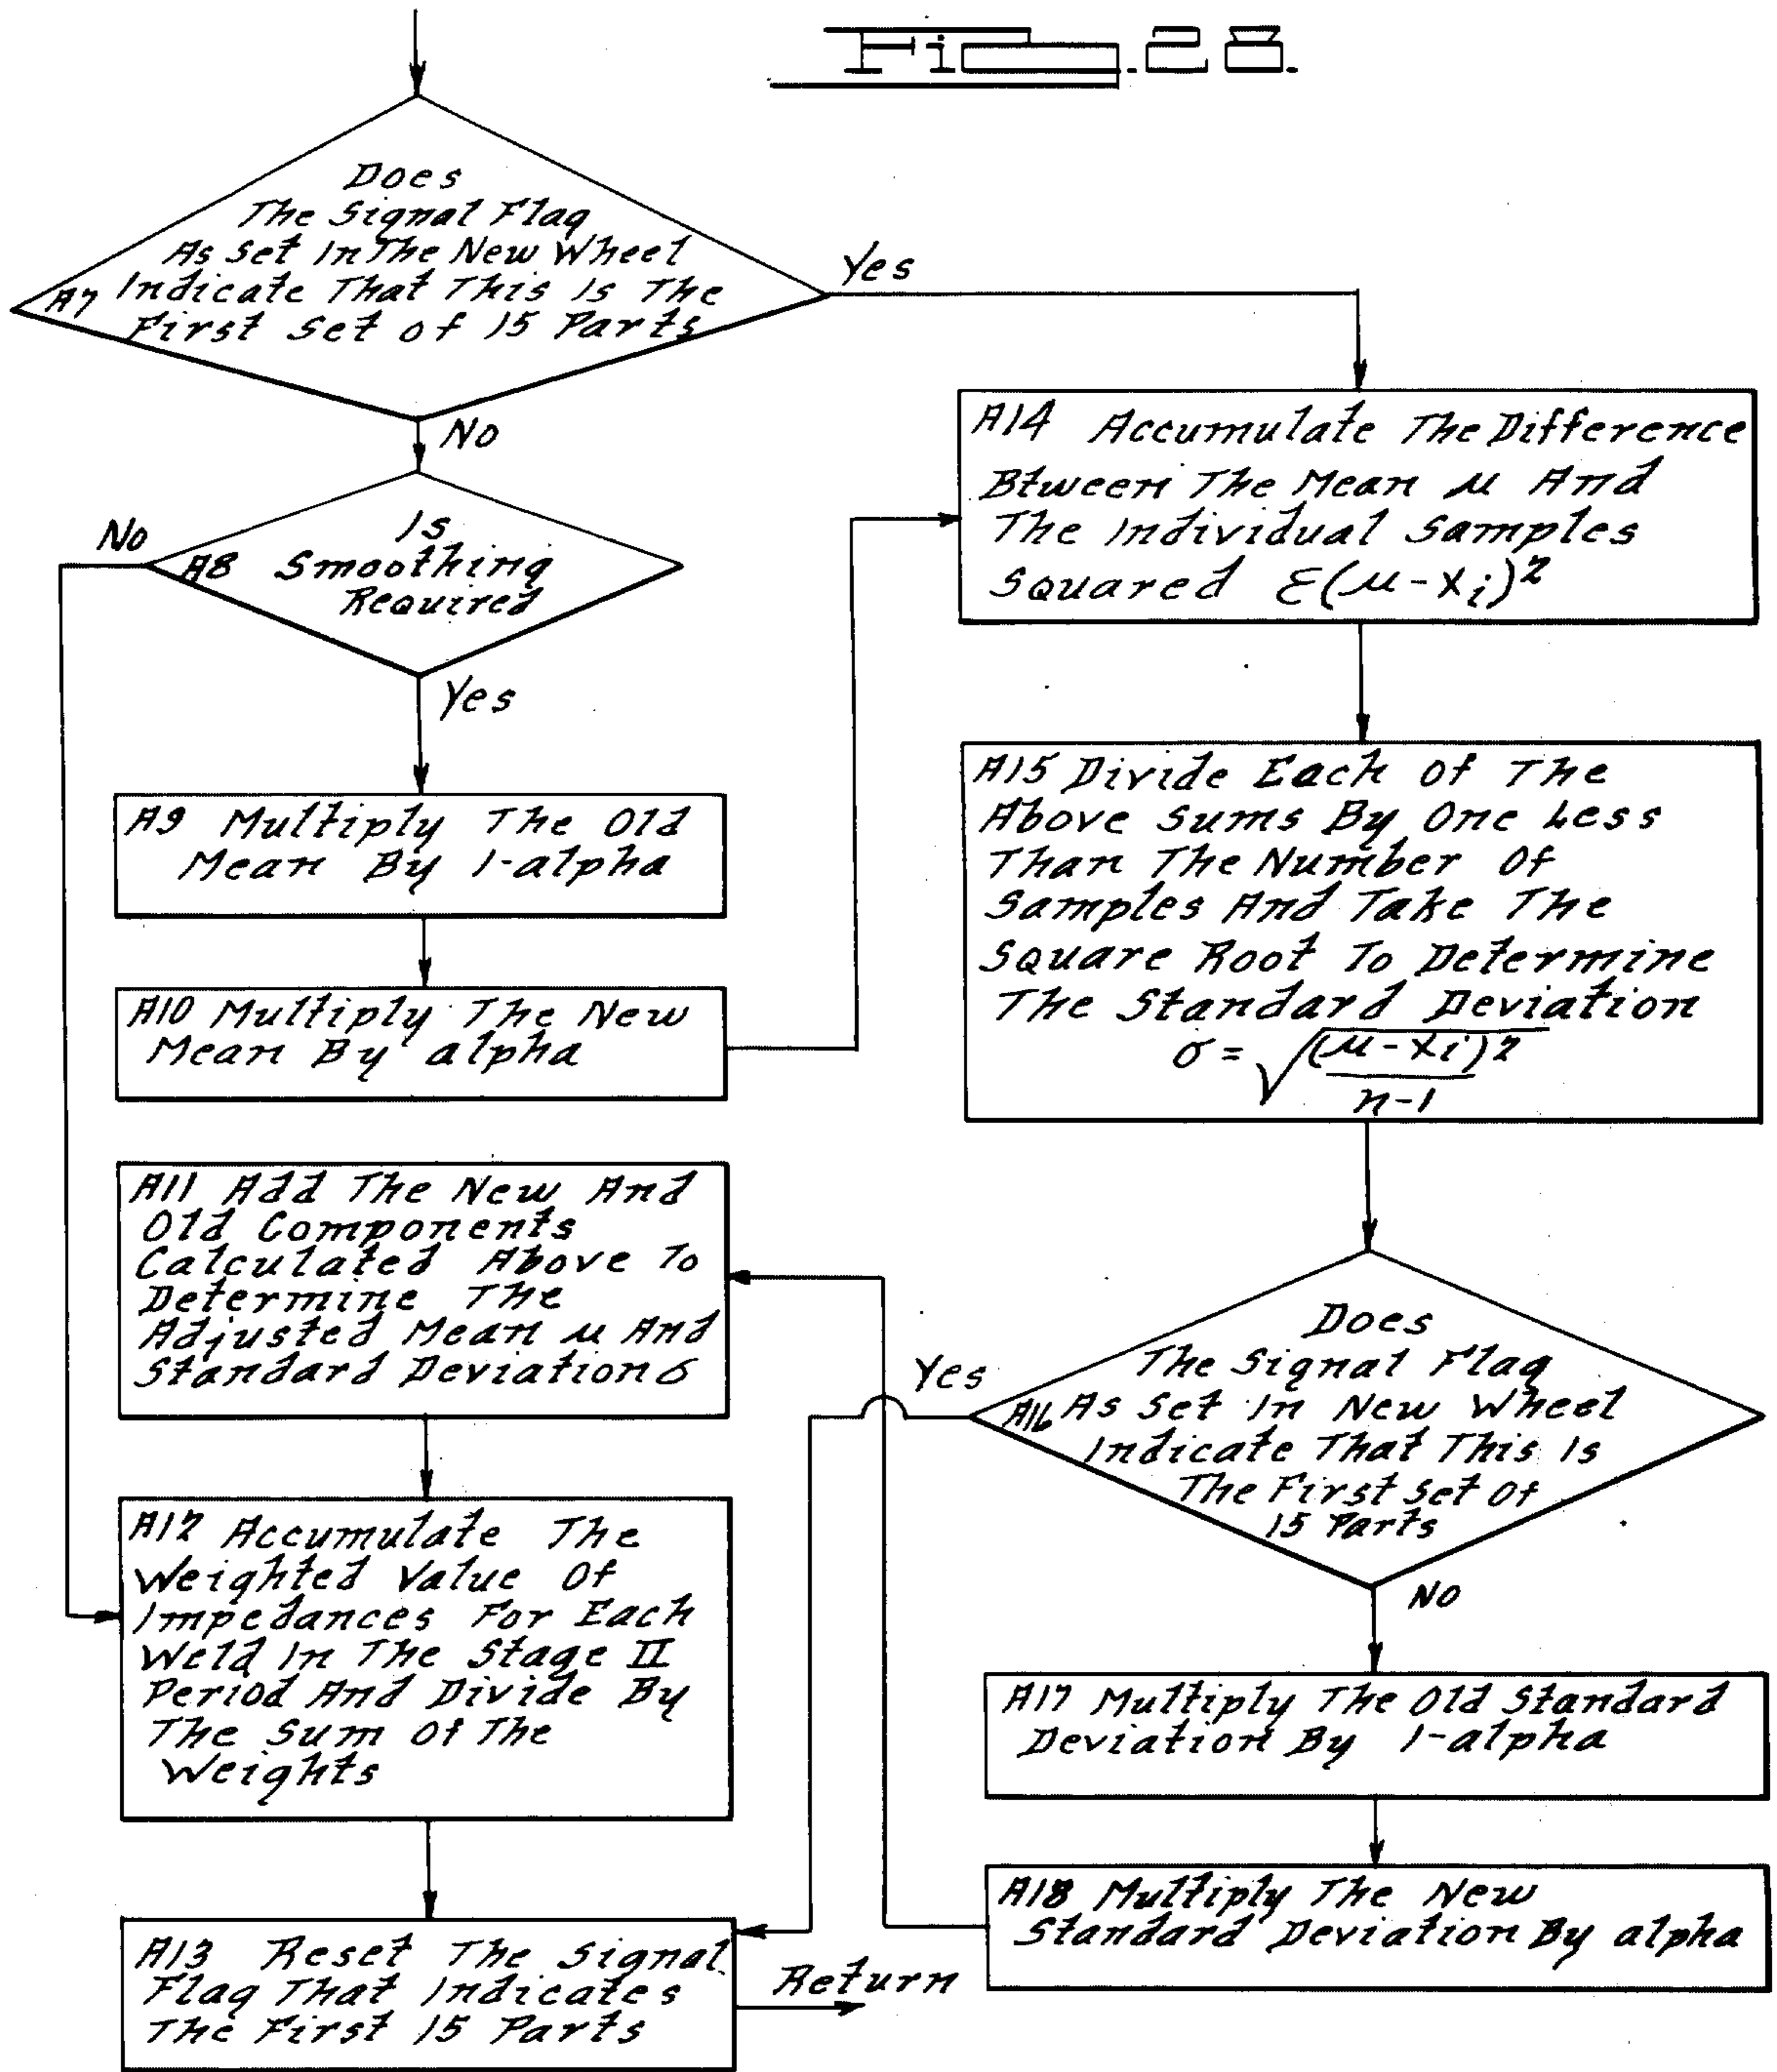 Fig. 28.
Does
The Signal Flag
As Set In The New Wheel
A7 Indicate That This Is The
First Set of 15 Parts
Yes
No
Is
A8 Smoothing
Required
No
Yes
A9 Multiply The Old
Mean By 1-alpha
A10 Multiply The New
Mean By alpha
A11 Add The New And
Old Components
Calculated Above To
Determine The
Adjusted Mean μ And
Standard Deviation σ
A12 Accumulate The
Weighted Value Of
Impedances For Each
Weld In The Stage II
Period And Divide By
The Sum Of The
Weights
A13 Reset The Signal
Flag That Indicates
The First 15 Parts
Return
A14 Accumulate The Difference
Btween The Mean μ And
The Individual Samples
Squared Σ(μ-Xi)²
A15 Divide Each Of The
Above Sums By One Less
Than The Number Of
Samples And Take The
Square Root To Determine
The Standard Deviation
σ = √(μ-Xi)²
n-1
Does
The Signal Flag
A16 As Set In New Wheel
Indicate That This Is
The First Set Of
15 Parts
Yes
No
A17 Multiply The Old Standard
Deviation By 1-alpha
A18 Multiply The New
Standard Deviation By alpha